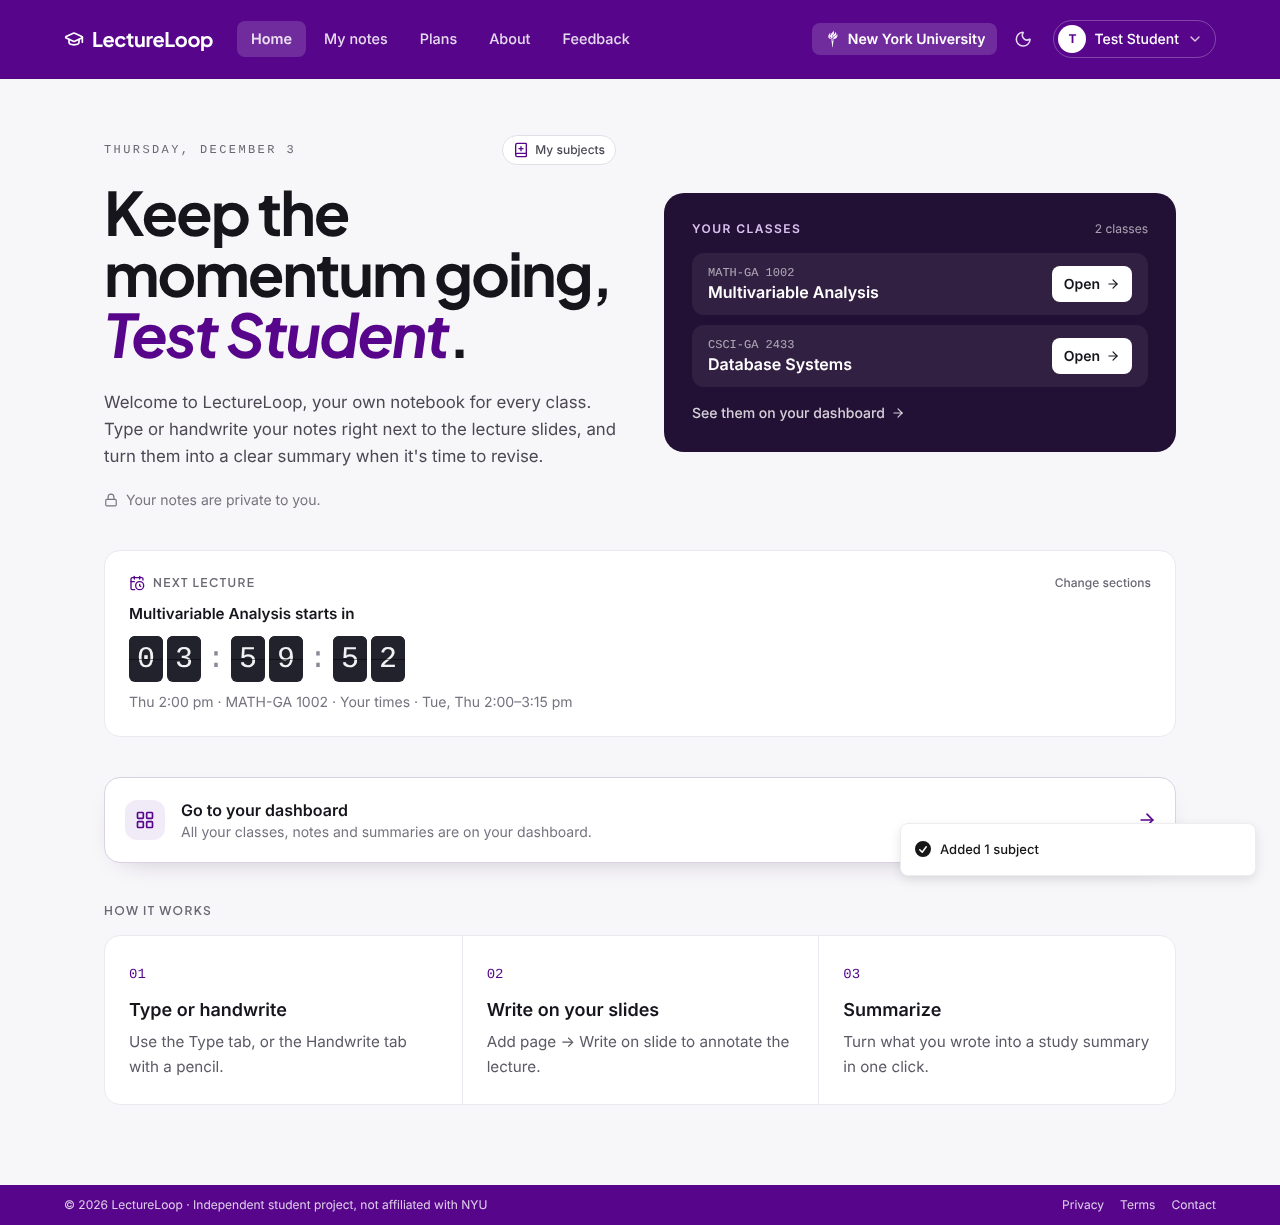 LectureLoop
Home
My notes
Plans
About
Feedback
New York University
T
Test Student
THURSDAY, DECEMBER 3
My subjects
Keep the
momentum going,
Test Student.
Welcome to LectureLoop, your own notebook for every class.
Type or handwrite your notes right next to the lecture slides, and
turn them into a clear summary when it's time to revise.
Your notes are private to you.
YOUR CLASSES
2 classes
MATH-GA 1002
Multivariable Analysis
Open →
CSCI-GA 2433
Database Systems
Open →
See them on your dashboard →
NEXT LECTURE
Change sections
Multivariable Analysis starts in
03:59:52
Thu 2:00 pm · MATH-GA 1002 · Your times · Tue, Thu 2:00–3:15 pm
Go to your dashboard
All your classes, notes and summaries are on your dashboard.
Added 1 subject
HOW IT WORKS
01
Type or handwrite
Use the Type tab, or the Handwrite tab
with a pencil.
02
Write on your slides
Add page → Write on slide to annotate the
lecture.
03
Summarize
Turn what you wrote into a study summary
in one click.
© 2026 LectureLoop · Independent student project, not affiliated with NYU
Privacy
Terms
Contact